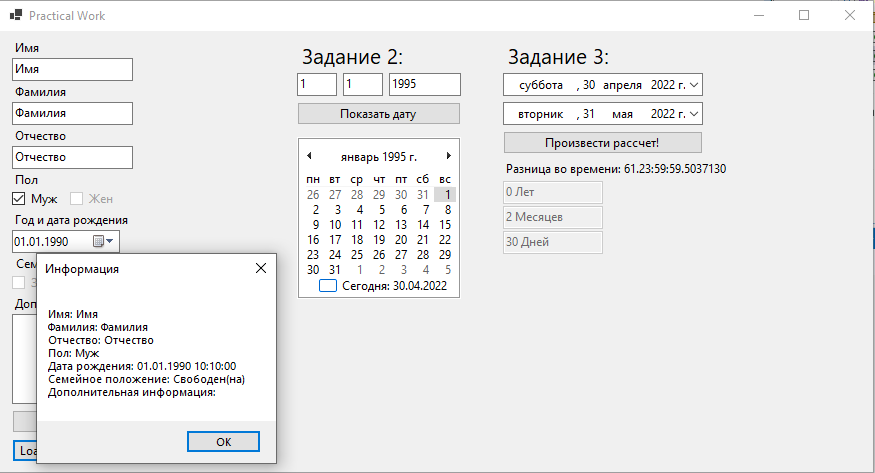 Practical Work
Имя
Имя
Фамилия
Фамилия
Отчество
Отчество
Пол
Муж Жен
Год и дата рождения
01.01.1990
Информация
Имя: Имя
Фамилия: Фамилия
Отчество: Отчество
Пол: Муж
Дата рождения: 01.01.1990 10:10:00
Семейное положение: Свободен(на)
Дополнительная информация:
OK
Задание 2:
1 1 1995
Показать дату
январь 1995 г.
пн вт ср чт пт сб вс
26 27 28 29 30 31 1
2 3 4 5 6 7 8
9 10 11 12 13 14 15
16 17 18 19 20 21 22
23 24 25 26 27 28 29
30 31 1 2 3 4 5
Сегодня: 30.04.2022
Задание 3:
суббота , 30 апреля 2022 г.
вторник , 31 мая 2022 г.
Произвести рассчет!
Разница во времени: 61.23:59:59.5037130
0 Лет
2 Месяцев
30 Дней